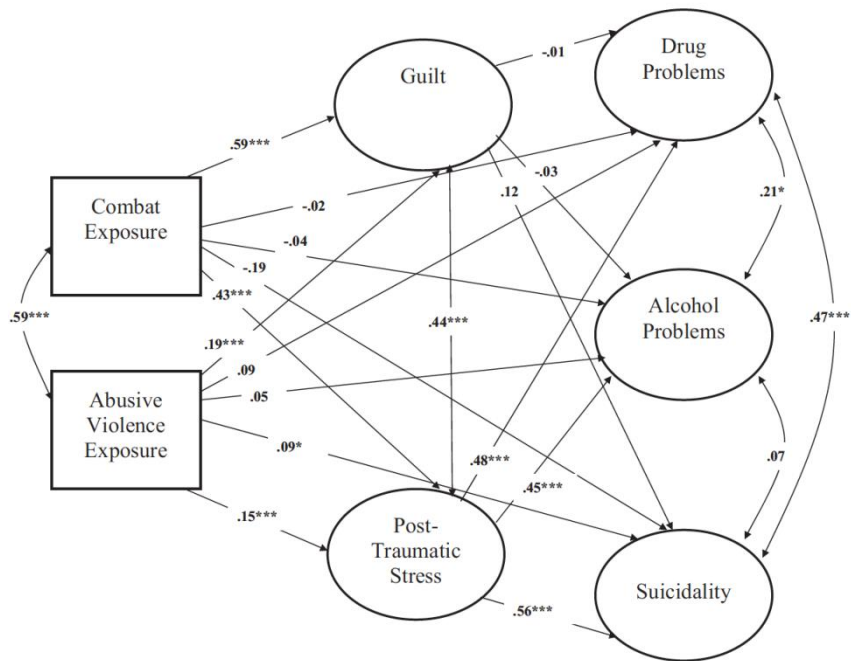 Guilt
Drug
Problems
-.01
.59***
-.03
.12
.21*
Combat
Exposure
-.02
-.04
-.19
.43***
.59***
.44***
Alcohol
Problems
.47***
.19***
.09
.05
Abusive
Violence
Exposure
.09*
.48***
.45***
.07
.15***
Post-
Traumatic
Stress
Suicidality
.56***